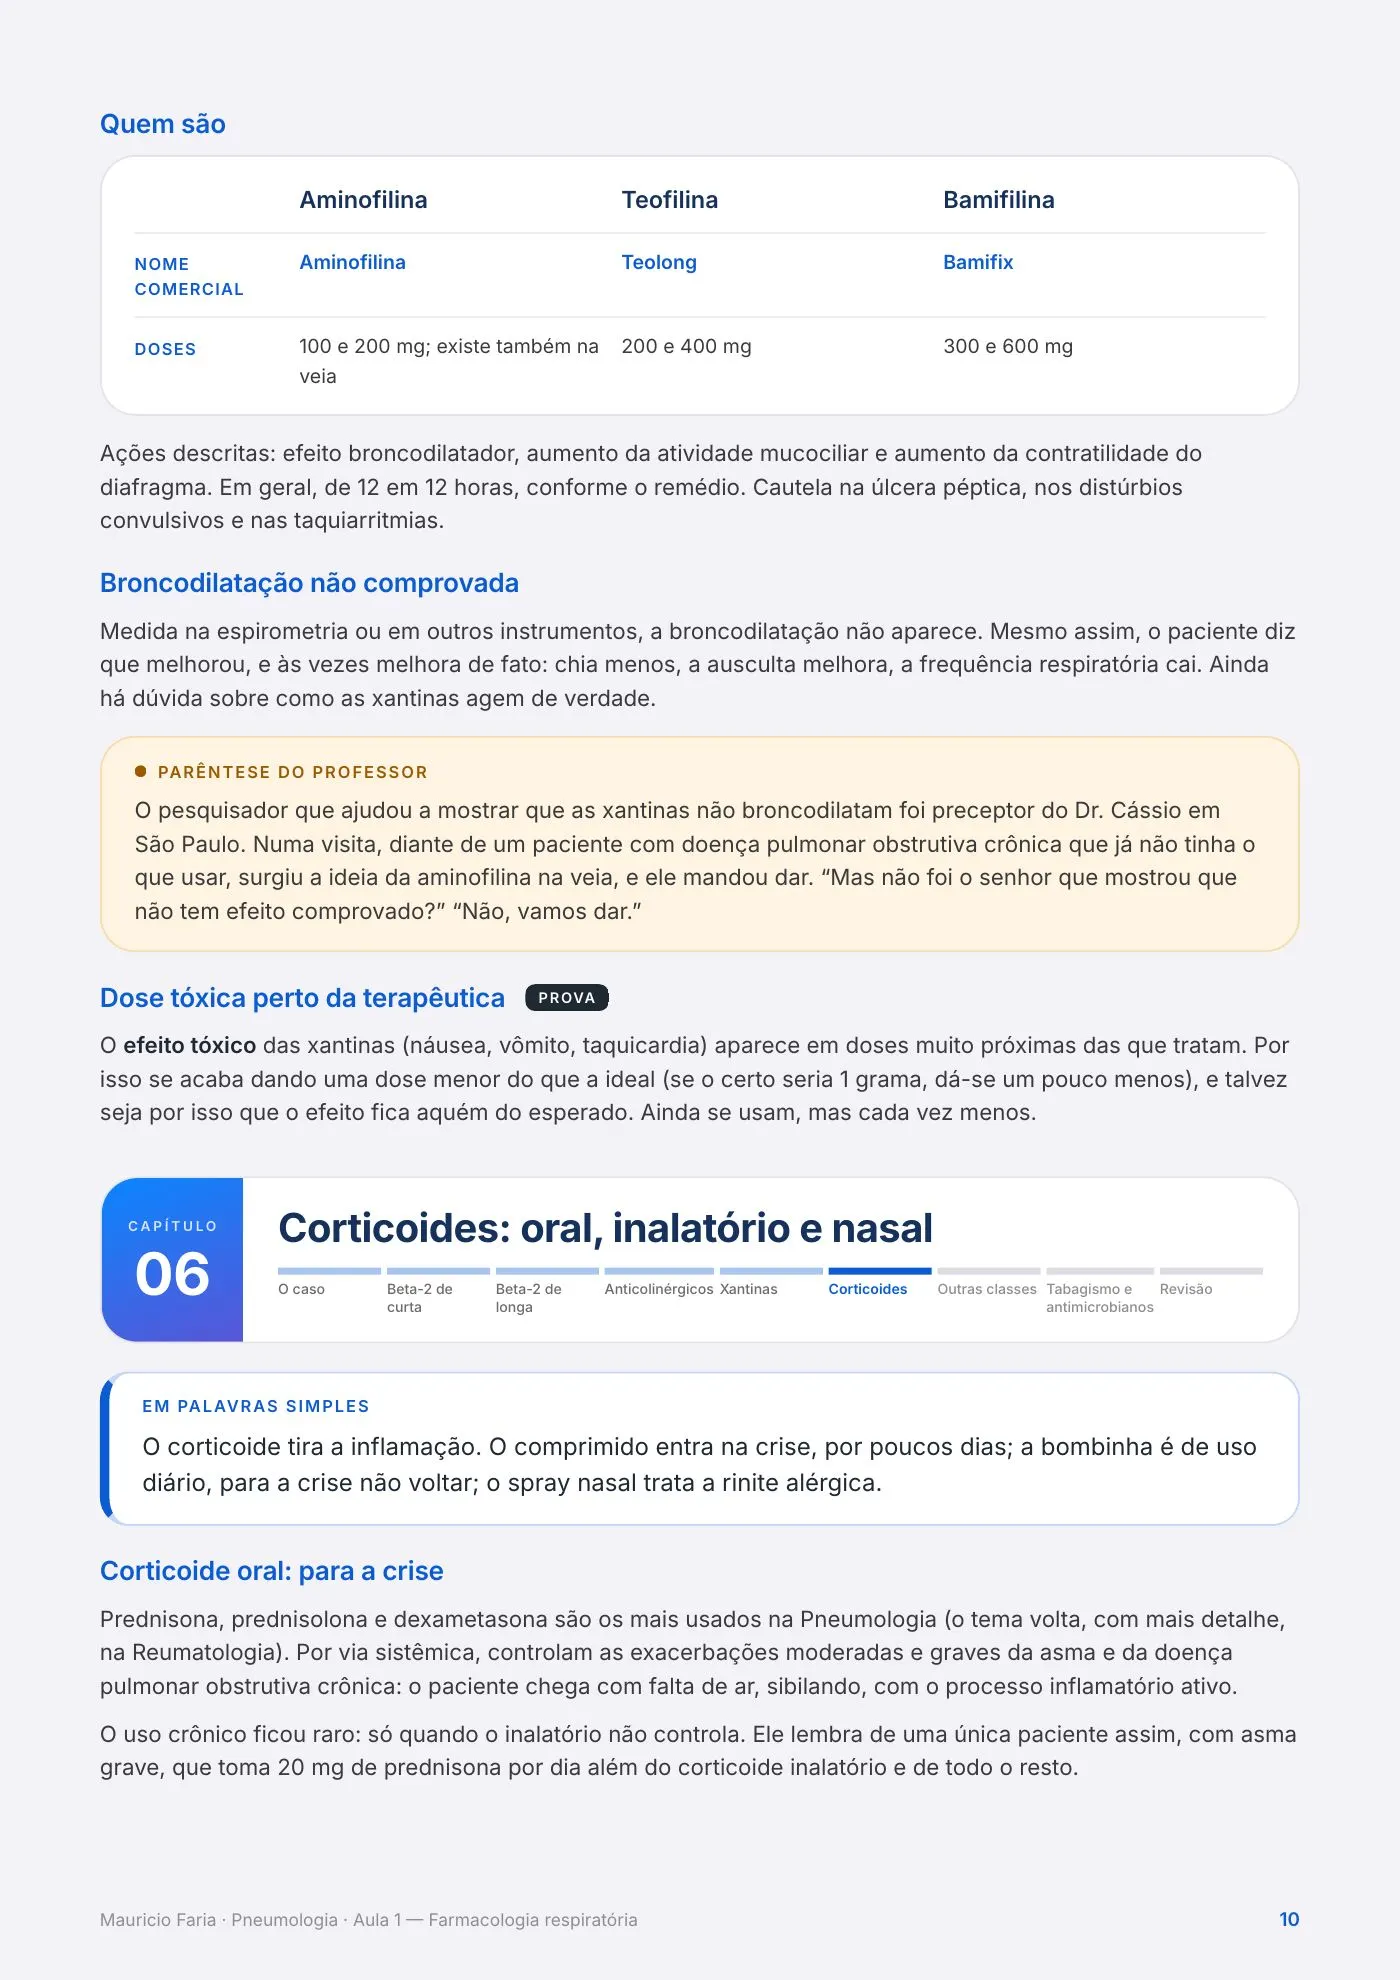 Quem são
Aminofilina Teofilina Bamifilina
NOME COMERCIAL Aminofilina Teolong Bamifix
DOSES 100 e 200 mg; existe também na veia 200 e 400 mg 300 e 600 mg
Ações descritas: efeito broncodilatador, aumento da atividade mucociliar e aumento da contratilidade do
diafragma. Em geral, de 12 em 12 horas, conforme o remédio. Cautela na úlcera péptica, nos distúrbios
convulsivos e nas taquiarritmias.
Broncodilatação não comprovada
Medida na espirometria ou em outros instrumentos, a broncodilatação não aparece. Mesmo assim, o paciente diz
que melhorou, e às vezes melhora de fato: chia menos, a ausculta melhora, a frequência respiratória cai. Ainda
há dúvida sobre como as xantinas agem de verdade.
PARÊNTESE DO PROFESSOR
O pesquisador que ajudou a mostrar que as xantinas não broncodilatam foi preceptor do Dr. Cássio em
São Paulo. Numa visita, diante de um paciente com doença pulmonar obstrutiva crônica que já não tinha o
que usar, surgiu a ideia da aminofilina na veia, e ele mandou dar. “Mas não foi o senhor que mostrou que
não tem efeito comprovado?” “Não, vamos dar.”
Dose tóxica perto da terapêutica PROVA
O efeito tóxico das xantinas (náusea, vômito, taquicardia) aparece em doses muito próximas das que tratam. Por
isso se acaba dando uma dose menor do que a ideal (se o certo seria 1 grama, dá-se um pouco menos), e talvez
seja por isso que o efeito fica aquém do esperado. Ainda se usam, mas cada vez menos.
CAPÍTULO
06
Corticoides: oral, inalatório e nasal
O caso
Beta-2 de curta
Beta-2 de longa
Anticolinérgicos
Xantinas
Corticoides
Outras classes
Tabagismo e antimicrobianos
Revisão
EM PALAVRAS SIMPLES
O corticoide tira a inflamação. O comprimido entra na crise, por poucos dias; a bombinha é de uso
diário, para a crise não voltar; o spray nasal trata a rinite alérgica.
Corticoide oral: para a crise
Prednisona, prednisolona e dexametasona são os mais usados na Pneumologia (o tema volta, com mais detalhe,
na Reumatologia). Por via sistêmica, controlam as exacerbações moderadas e graves da asma e da doença
pulmonar obstrutiva crônica: o paciente chega com falta de ar, sibilando, com o processo inflamatório ativo.
O uso crônico ficou raro: só quando o inalatório não controla. Ele lembra de uma única paciente assim, com asma
grave, que toma 20 mg de prednisona por dia além do corticoide inalatório e de todo o resto.
Mauricio Faria · Pneumologia · Aula 1 — Farmacologia respiratória
10